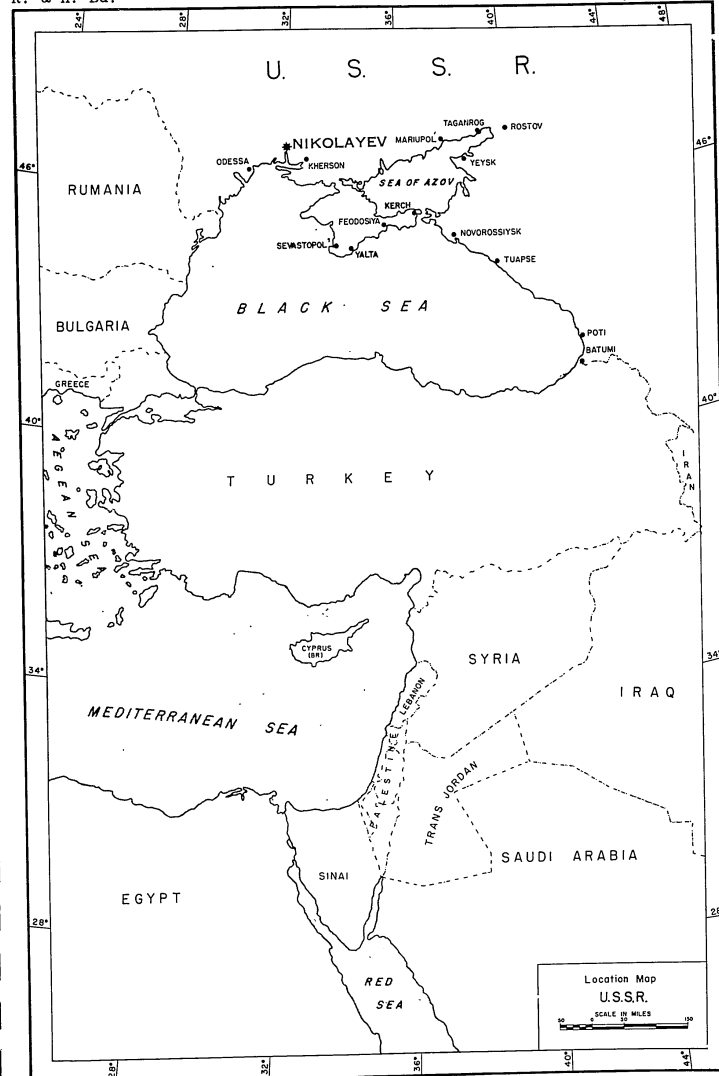 24°
28°
32°
36°
40°
44°
48°
U. S. S. R.
TAGANROG
ROSTOV
MARIUPOL'
NIKOLAYEV
46°
46°
ODESSA
KHERSON
YEYSK
RUMANIA
SEA OF AZOV
KERCH
FEODOSIYA
NOVOROSSIYSK
SEVASTOPOL'
YALTA
TUAPSE
BLACK SEA
BULGARIA
POTI
BATUMI
GREECE
40°
40°
AEGEAN SEA
TURKEY
IRAN
CYPRUS
(BR)
SYRIA
34°
34°
IRAQ
LEBANON
MEDITERRANEAN SEA
PALESTINE
TRANS JORDAN
SAUDI ARABIA
SINAI
EGYPT
28°
28°
RED
SEA
Location Map
U.S.S.R.
SCALE IN MILES
50 0 50 150
28°
32°
36°
40°
44°